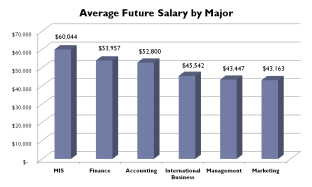 Average Future Salary by Major
$70.000
$60.000
$50.000
$40.000
$30.000
$20.000
$10.000
$-
$60.044
$53.957
$52.800
$45.542
$43.447
$43.163
MIS
Finance
Accounting
International
Business
Management
Marketing